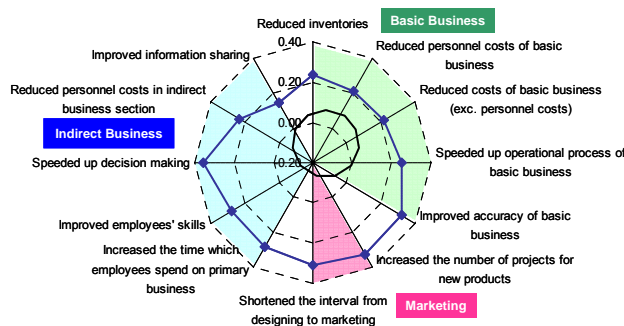 Reduced inventories
Basic Business
0.40
Reduced personnel costs of basic
business
Improved information sharing
0.20
Reduced personnel costs in indirect
business section
Reduced costs of basic business
(exc. personnel costs)
0.00
Indirect Business
Speeded up decision making
-0.20
Speeded up operational process of
basic business
Improved employees' skills
Improved accuracy of basic
business
Increased the time which
employees spend on primary
business
Increased the number of projects for
new products
Shortened the interval from
designing to marketing
Marketing